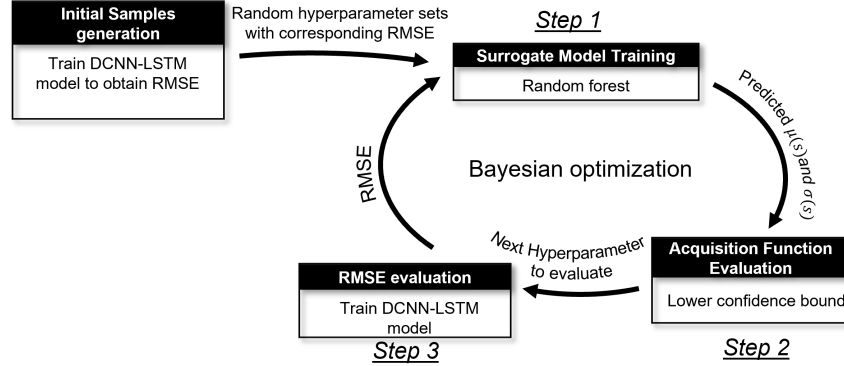 Initial Samples
generation
Train DCNN-LSTM
model to obtain RMSE
Random hyperparameter sets
with corresponding RMSE
Step 1
Surrogate Model Training
Random forest
Predicted μ(s)and σ(s)
Bayesian optimization
RMSE
Next Hyperparameter
to evaluate
Acquisition Function
Evaluation
Lower confidence bound
Step 2
RMSE evaluation
Train DCNN-LSTM
model
Step 3